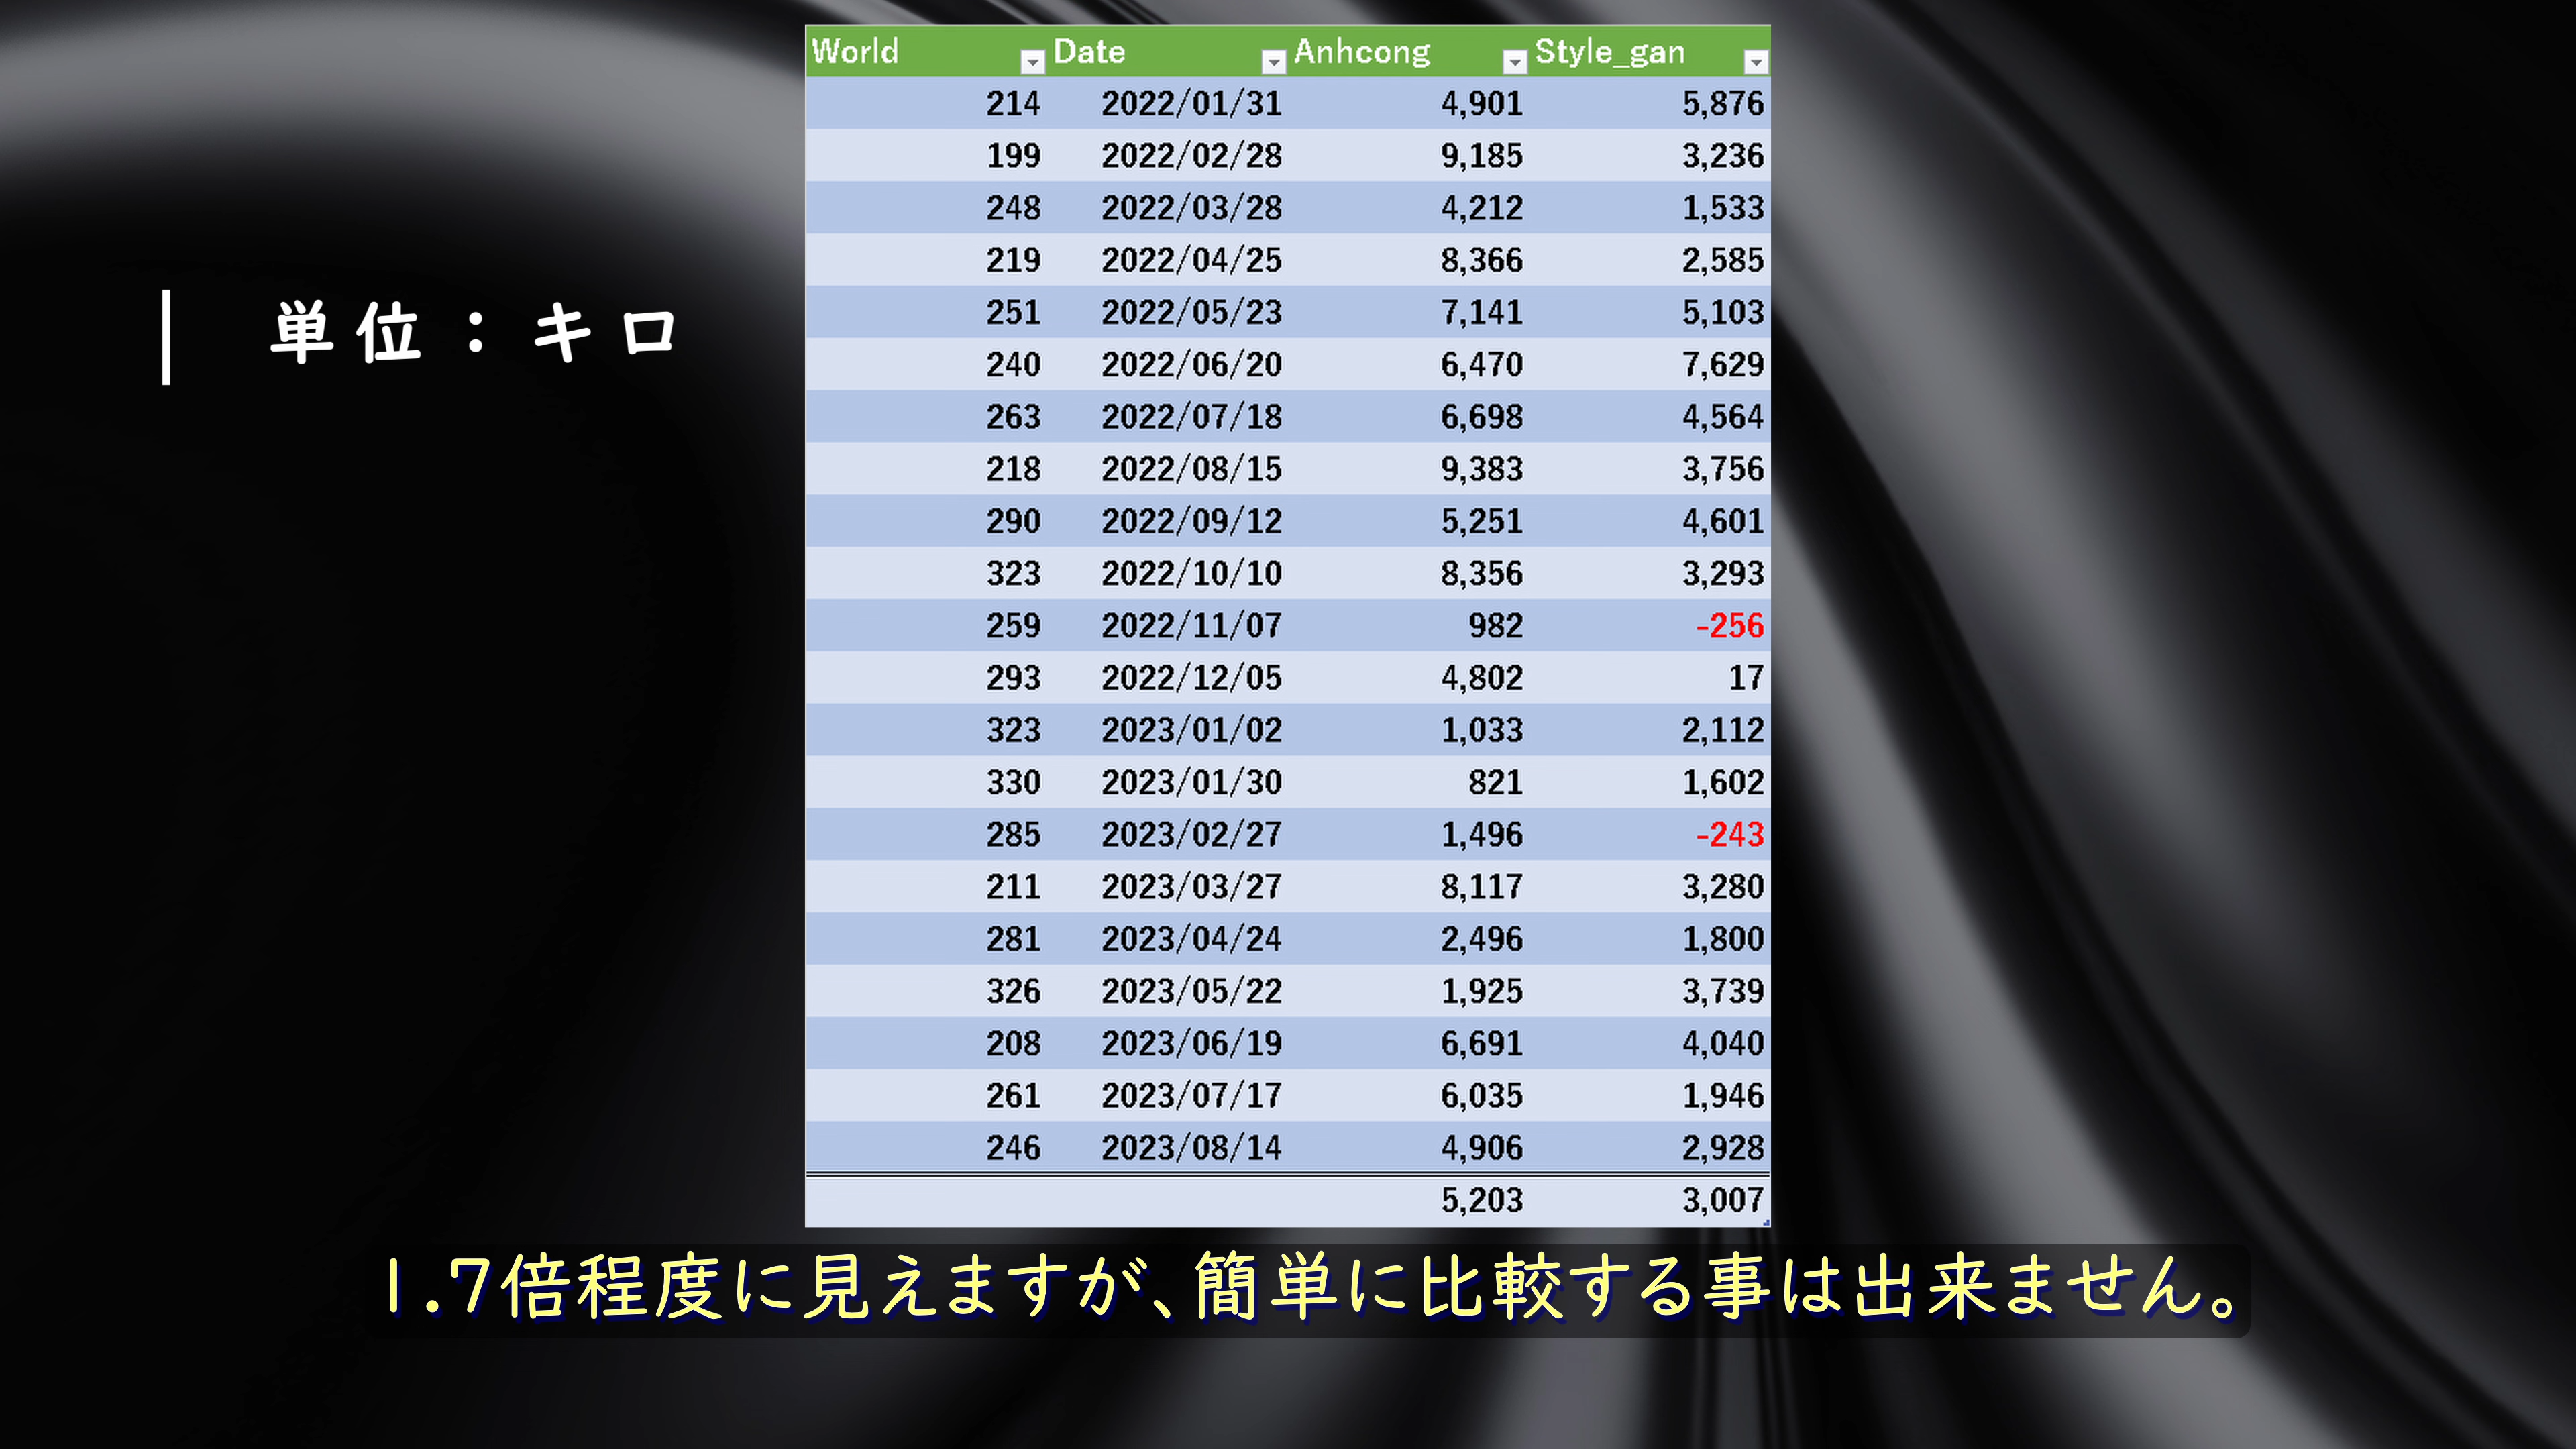 単位：キロ
World Date Anhcong Style_gan
214 2022/01/31 4,901 5,876
199 2022/02/28 9,185 3,236
248 2022/03/28 4,212 1,533
219 2022/04/25 8,366 2,585
251 2022/05/23 7,141 5,103
240 2022/06/20 6,470 7,629
263 2022/07/18 6,698 4,564
218 2022/08/15 9,383 3,756
290 2022/09/12 5,251 4,601
323 2022/10/10 8,356 3,293
259 2022/11/07 982 -256
293 2022/12/05 4,802 17
323 2023/01/02 1,033 2,112
330 2023/01/30 821 1,602
285 2023/02/27 1,496 -243
211 2023/03/27 8,117 3,280
281 2023/04/24 2,496 1,800
326 2023/05/22 1,925 3,739
208 2023/06/19 6,691 4,040
261 2023/07/17 6,035 1,946
246 2023/08/14 4,906 2,928
5,203 3,007
1.7倍程度に見えますが、簡単に比較する事は出来ません。